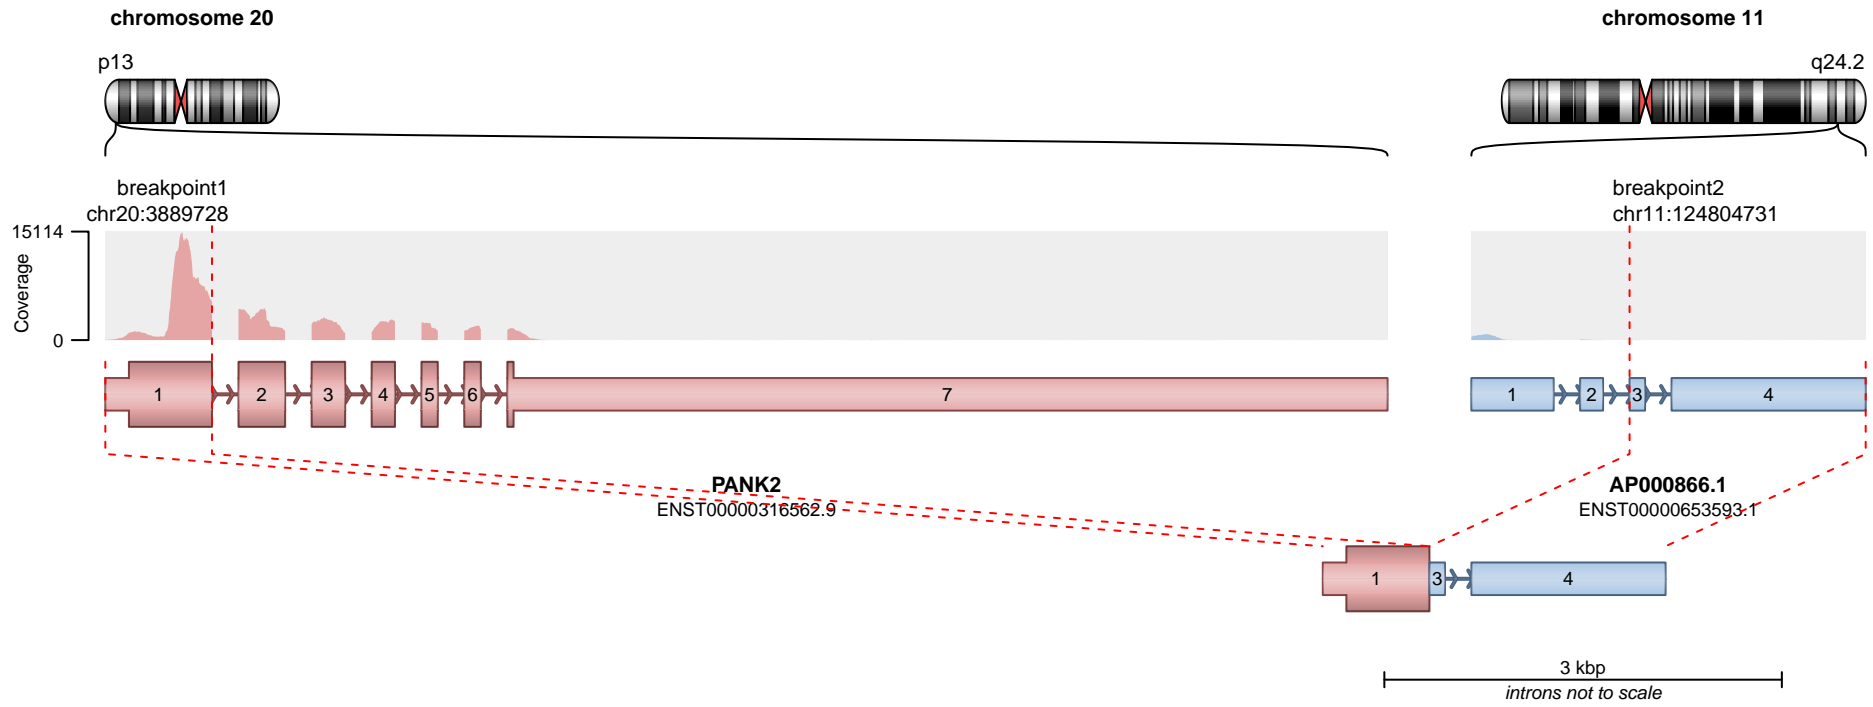 chromosome 20
chromosome 11
p13
q24.2
breakpoint1
chr20:3889728
breakpoint2
chr11:124804731
15114
Coverage
0
1 2 3 4 5 6 7
1 2 3 4
PANK2
ENST00000316562.9
AP000866.1
ENST00000653593.1
1 3 4
3 kbp
introns not to scale